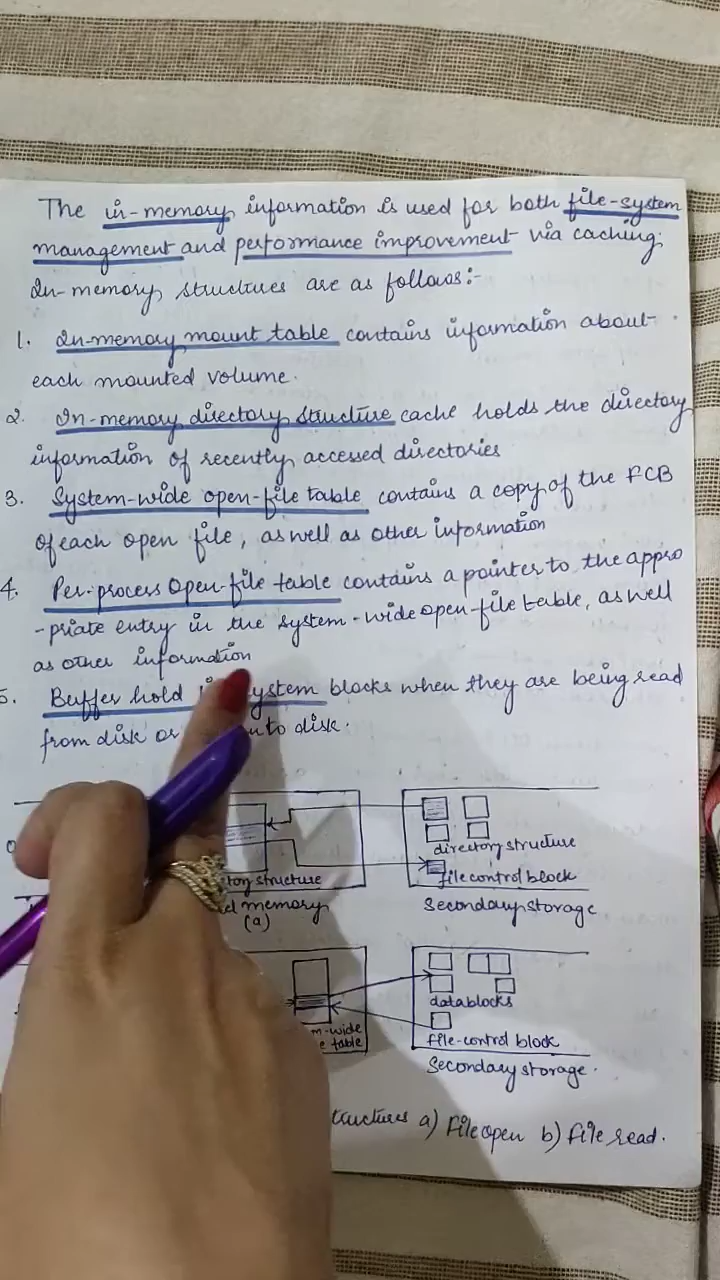 The in-memory information is used for both file-system
management and performance improvement via caching.
In-memory structures are as follows:-
1. In-memory mount table contains information about
each mounted volume.
2. In-memory directory structure cache holds the directory
information of recently accessed directories
3. System-wide open-file table contains a copy of the FCB
of each open file, as well as other information
4. Per-process open-file table contains a pointer to the appro
-priate entry in the system-wide open-file table, as well
as other information
5. Buffer hold system blocks when they are being read
from disk or to disk.
directory structure
tory structure
file control block
memory
Secondary storage
(a)
datablocks
m-wide
e table
file-control block
Secondary storage.
tructures a) File open b) file read.